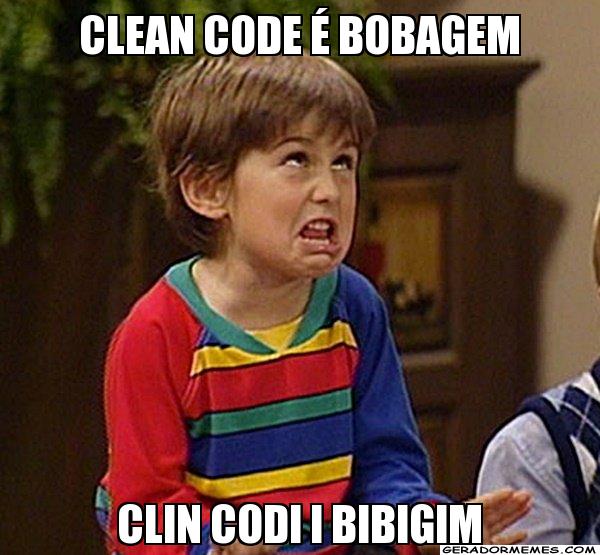 CLEAN CODE É BOBAGEM
CLIN CODI I BIBIGIM
GERADORMEMES.COM